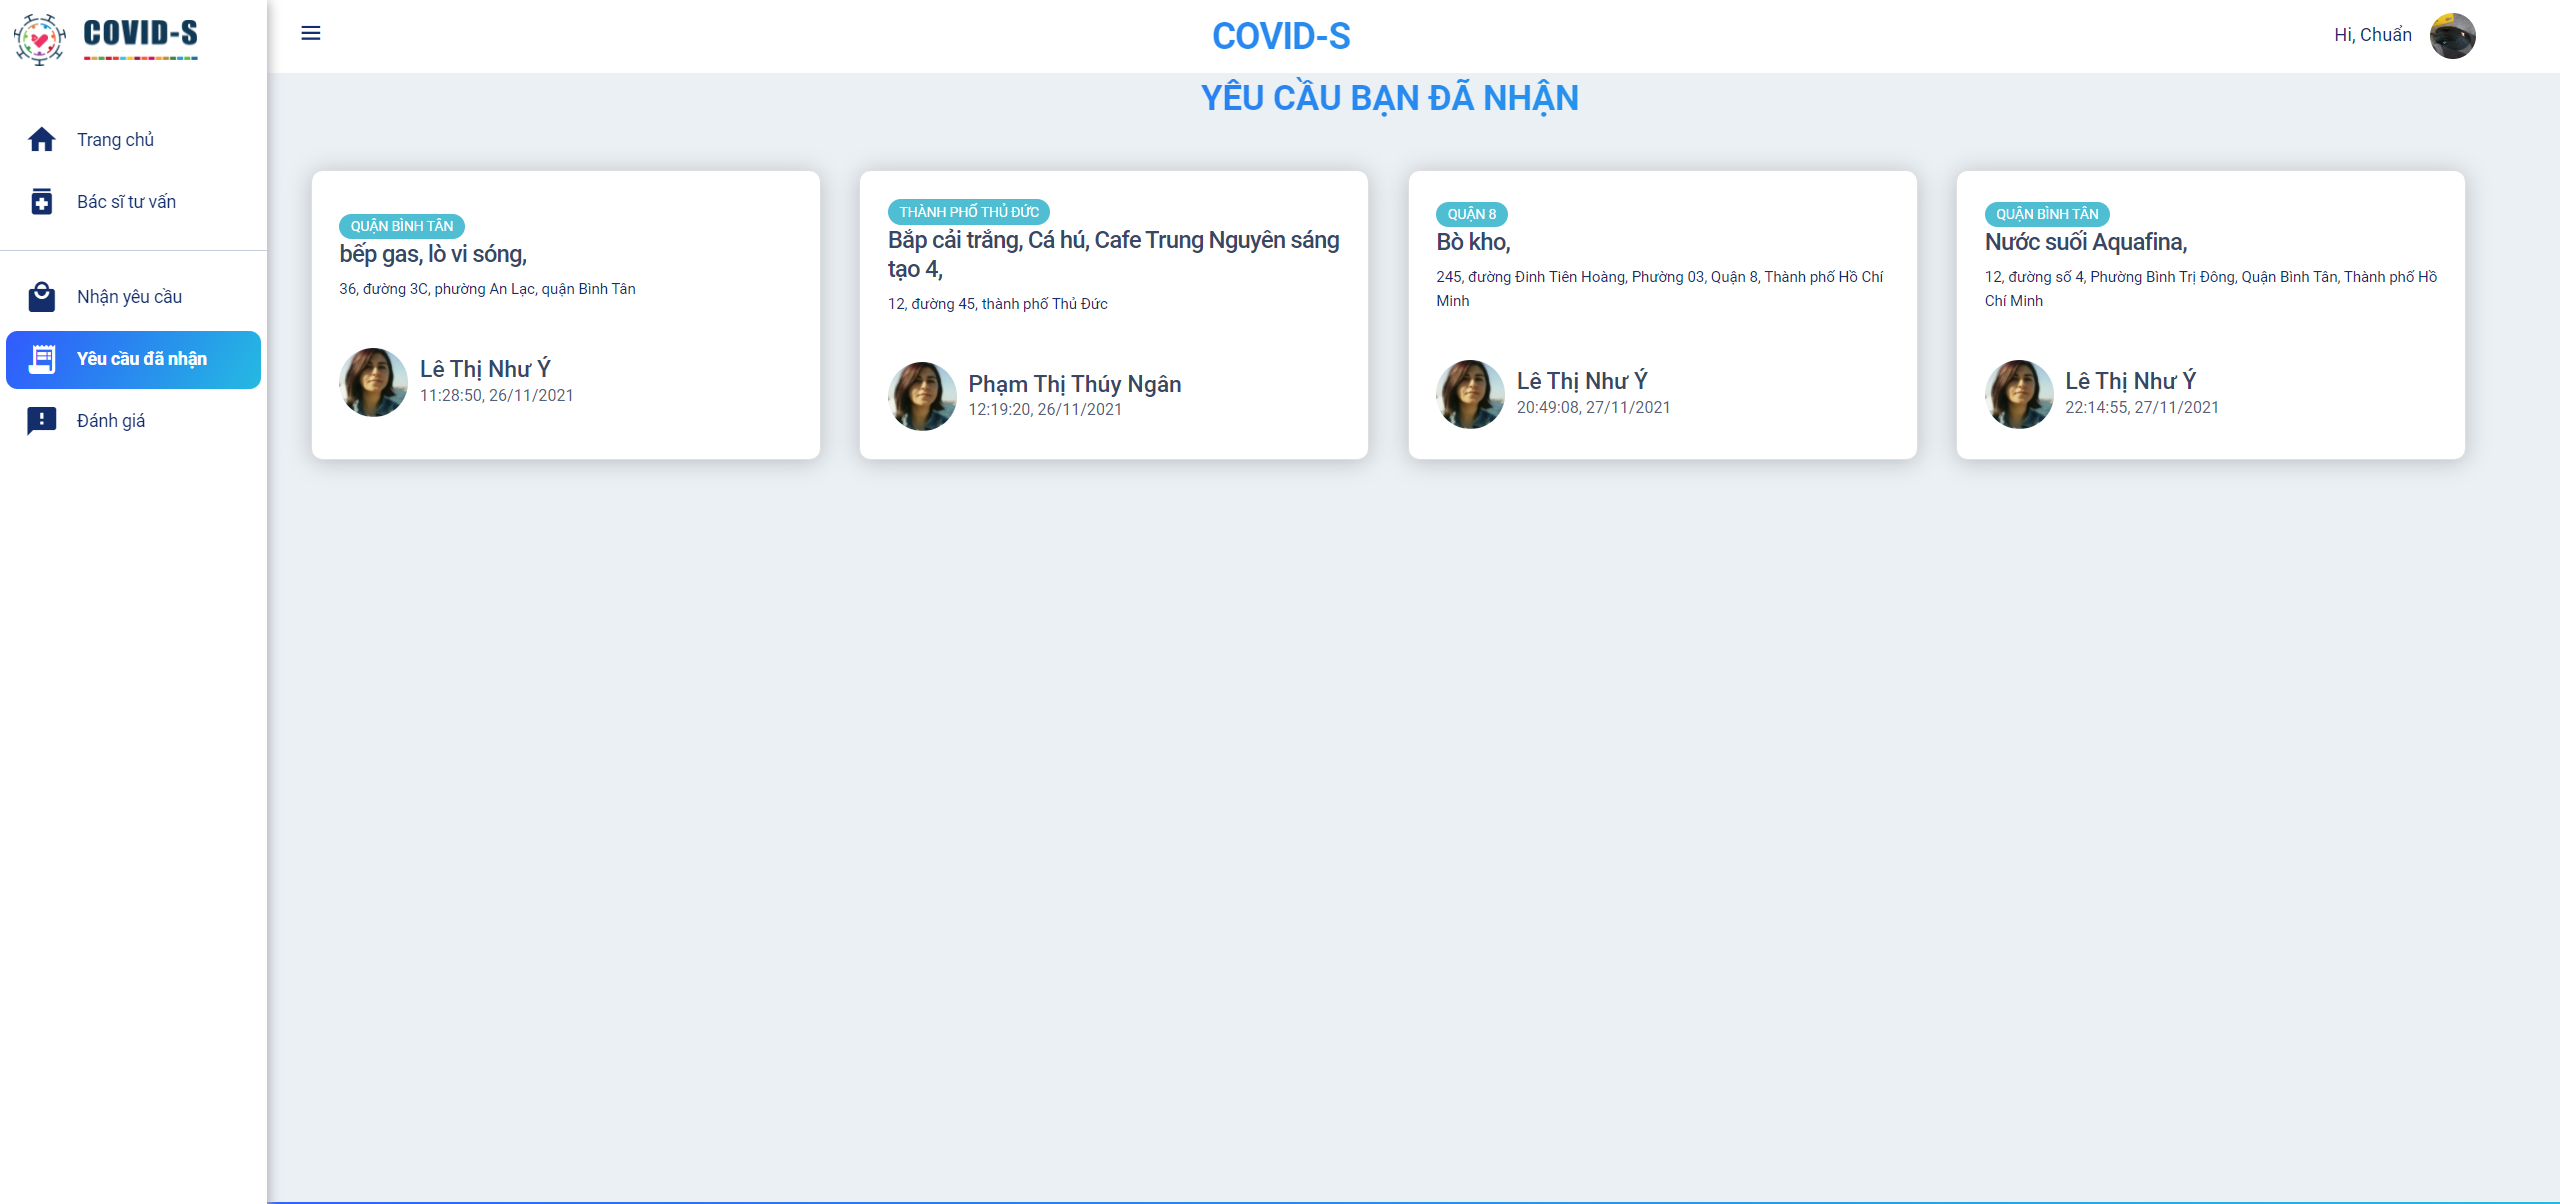 COVID-S
COVID-S
Hi, Chuẩn
Trang chủ
Bác sĩ tư vấn
Nhận yêu cầu
Yêu cầu đã nhận
Đánh giá
YÊU CẦU BẠN ĐÃ NHẬN
QUẬN BÌNH TÂN
bếp gas, lò vi sóng,
36, đường 3C, phường An Lạc, quận Bình Tân
Lê Thị Như Ý
11:28:50, 26/11/2021
THÀNH PHỐ THỦ ĐỨC
Bắp cải trắng, Cá hú, Cafe Trung Nguyên sáng
tạo 4,
12, đường 45, thành phố Thủ Đức
Phạm Thị Thúy Ngân
12:19:20, 26/11/2021
QUẬN 8
Bò kho,
245, đường Đinh Tiên Hoàng, Phường 03, Quận 8, Thành phố Hồ Chí
Minh
Lê Thị Như Ý
20:49:08, 27/11/2021
QUẬN BÌNH TÂN
Nước suối Aquafina,
12, đường số 4, Phường Bình Trị Đông, Quận Bình Tân, Thành phố Hồ
Chí Minh
Lê Thị Như Ý
22:14:55, 27/11/2021